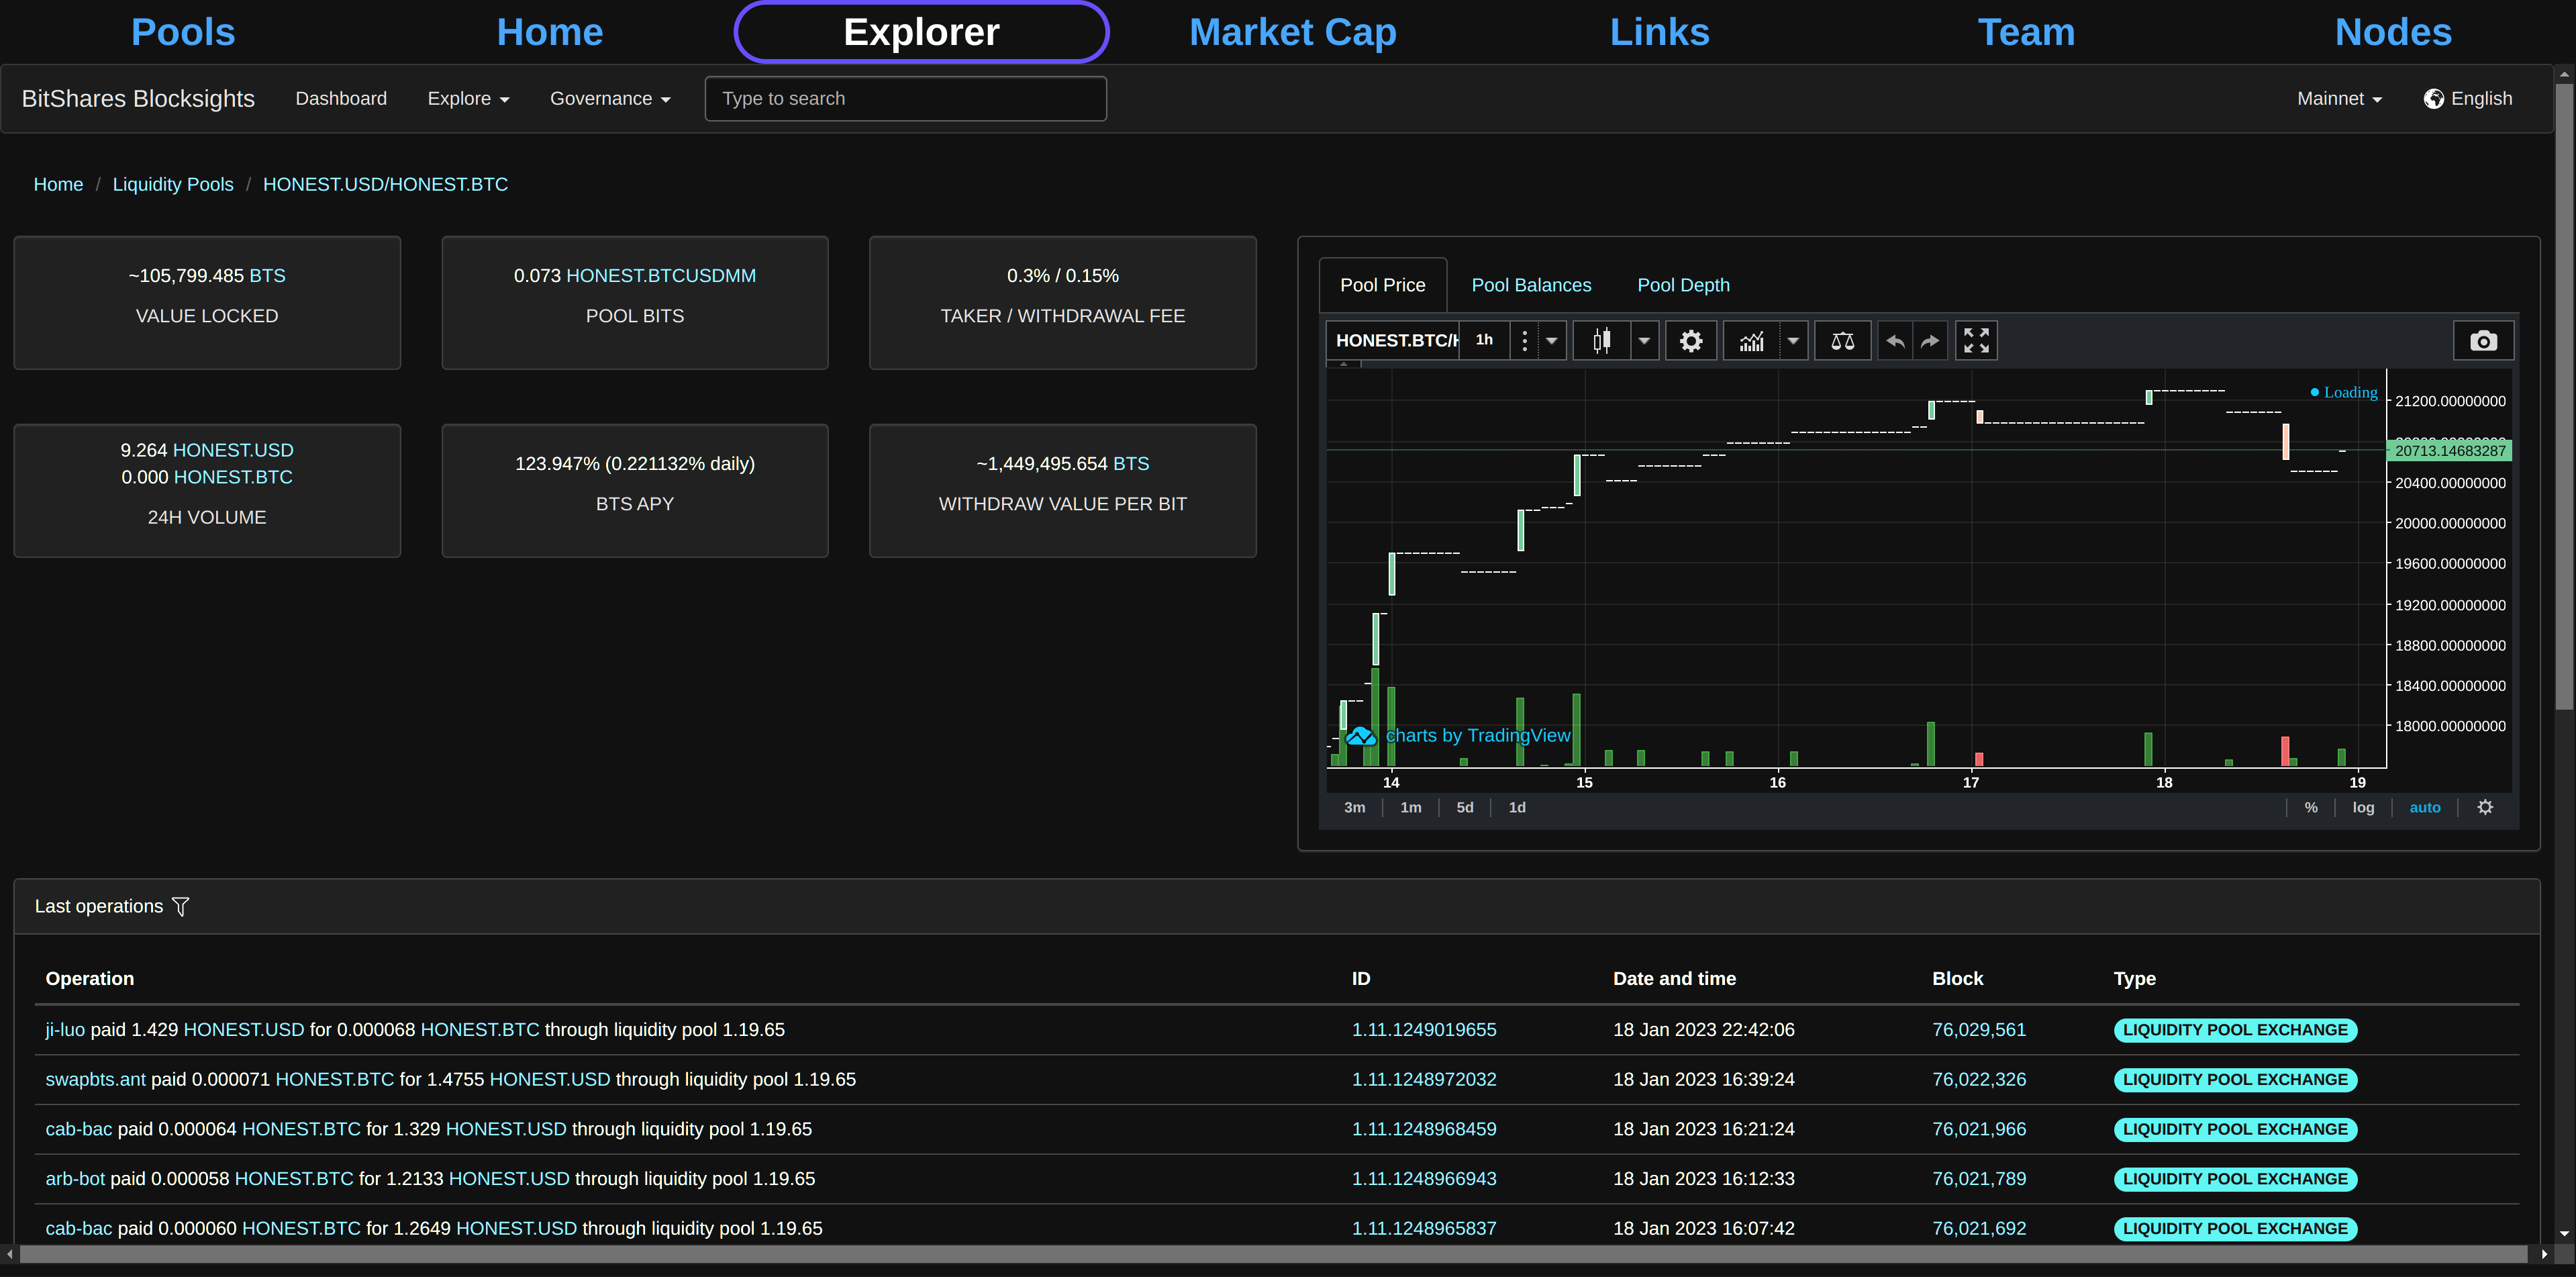 Pools Home Explorer Market Cap Links Team Nodes
BitShares Blocksights Dashboard Explore Governance Type to search Mainnet English
Home / Liquidity Pools / HONEST.USD/HONEST.BTC
~105,799.485 BTS
VALUE LOCKED
0.073 HONEST.BTCUSDMM
POOL BITS
0.3% / 0.15%
TAKER / WITHDRAWAL FEE
9.264 HONEST.USD
0.000 HONEST.BTC
24H VOLUME
123.947% (0.221132% daily)
BTS APY
~1,449,495.654 BTS
WITHDRAW VALUE PER BIT
Pool Price Pool Balances Pool Depth
HONEST.BTC/ 1h
Loading
21200.00000000
20713.14683287
20400.00000000
20000.00000000
19600.00000000
19200.00000000
18800.00000000
18400.00000000
18000.00000000
charts by TradingView
14 15 16 17 18 19
3m 1m 5d 1d % log auto
Last operations
Operation ID Date and time Block Type
ji-luo paid 1.429 HONEST.USD for 0.000068 HONEST.BTC through liquidity pool 1.19.65 1.11.1249019655 18 Jan 2023 22:42:06 76,029,561 LIQUIDITY POOL EXCHANGE
swapbts.ant paid 0.000071 HONEST.BTC for 1.4755 HONEST.USD through liquidity pool 1.19.65 1.11.1248972032 18 Jan 2023 16:39:24 76,022,326 LIQUIDITY POOL EXCHANGE
cab-bac paid 0.000064 HONEST.BTC for 1.329 HONEST.USD through liquidity pool 1.19.65 1.11.1248968459 18 Jan 2023 16:21:24 76,021,966 LIQUIDITY POOL EXCHANGE
arb-bot paid 0.000058 HONEST.BTC for 1.2133 HONEST.USD through liquidity pool 1.19.65 1.11.1248966943 18 Jan 2023 16:12:33 76,021,789 LIQUIDITY POOL EXCHANGE
cab-bac paid 0.000060 HONEST.BTC for 1.2649 HONEST.USD through liquidity pool 1.19.65 1.11.1248965837 18 Jan 2023 16:07:42 76,021,692 LIQUIDITY POOL EXCHANGE